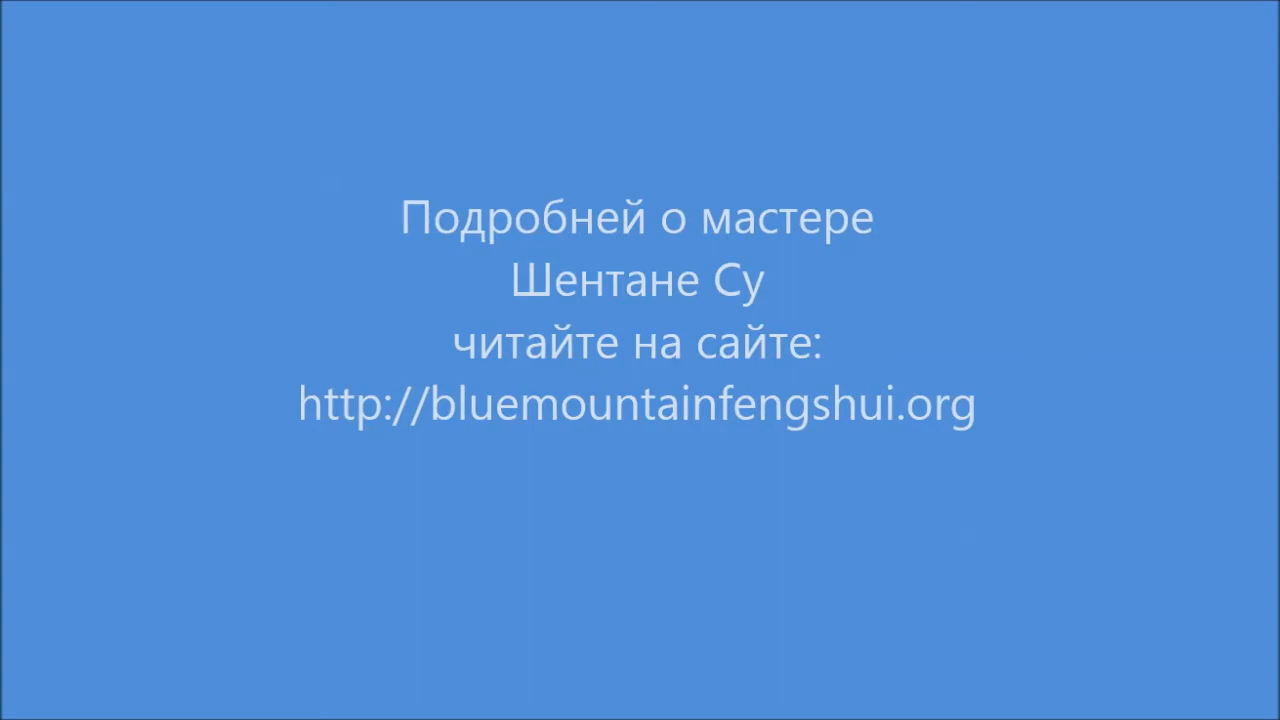 Подробней о мастере
Шентане Су
читайте на сайте:
http://bluemountainfengshui.org